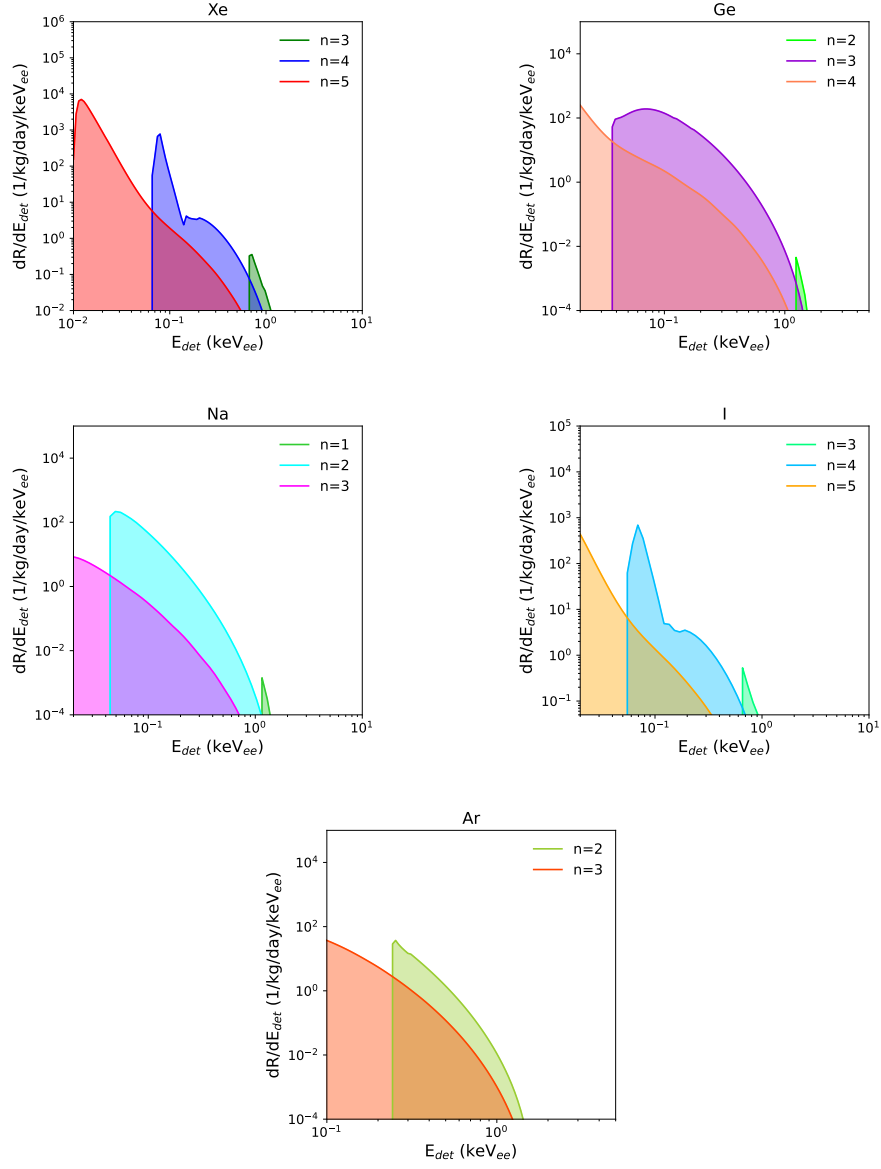 Xe
n=3
n=4
n=5
10^6
10^5
10^4
10^3
10^2
10^1
10^0
10^-1
10^-2
dR/dE_det (1/kg/day/keV_ee)
10^-2 10^-1 10^0 10^1
E_det (keV_ee)
Ge
n=2
n=3
n=4
10^4
10^2
10^0
10^-2
10^-4
dR/dE_det (1/kg/day/keV_ee)
10^-1 10^0
E_det (keV_ee)
Na
n=1
n=2
n=3
10^4
10^2
10^0
10^-2
10^-4
dR/dE_det (1/kg/day/keV_ee)
10^-1 10^0 10^1
E_det (keV_ee)
I
n=3
n=4
n=5
10^5
10^4
10^3
10^2
10^1
10^0
10^-1
dR/dE_det (1/kg/day/keV_ee)
10^-1 10^0 10^1
E_det (keV_ee)
Ar
n=2
n=3
10^4
10^2
10^0
10^-2
10^-4
dR/dE_det (1/kg/day/keV_ee)
10^-1 10^0
E_det (keV_ee)